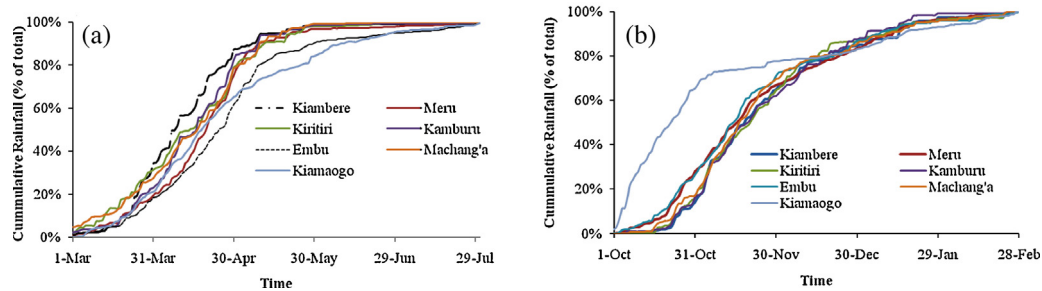 (a)
Cummulative Rainfall (% of total)
100%
80%
60%
40%
20%
0%
Kiambere Meru
Kiritiri Kamburu
Embu Machang'a
Kiamaogo
1-Mar 31-Mar 30-Apr 30-May 29-Jun 29-Jul
Time
(b)
Cumulative Rainfall (% of total)
100%
80%
60%
40%
20%
0%
Kiambere Meru
Kiritiri Kamburu
Embu Machang'a
Kiamaogo
1-Oct 31-Oct 30-Nov 30-Dec 29-Jan 28-Feb
Time